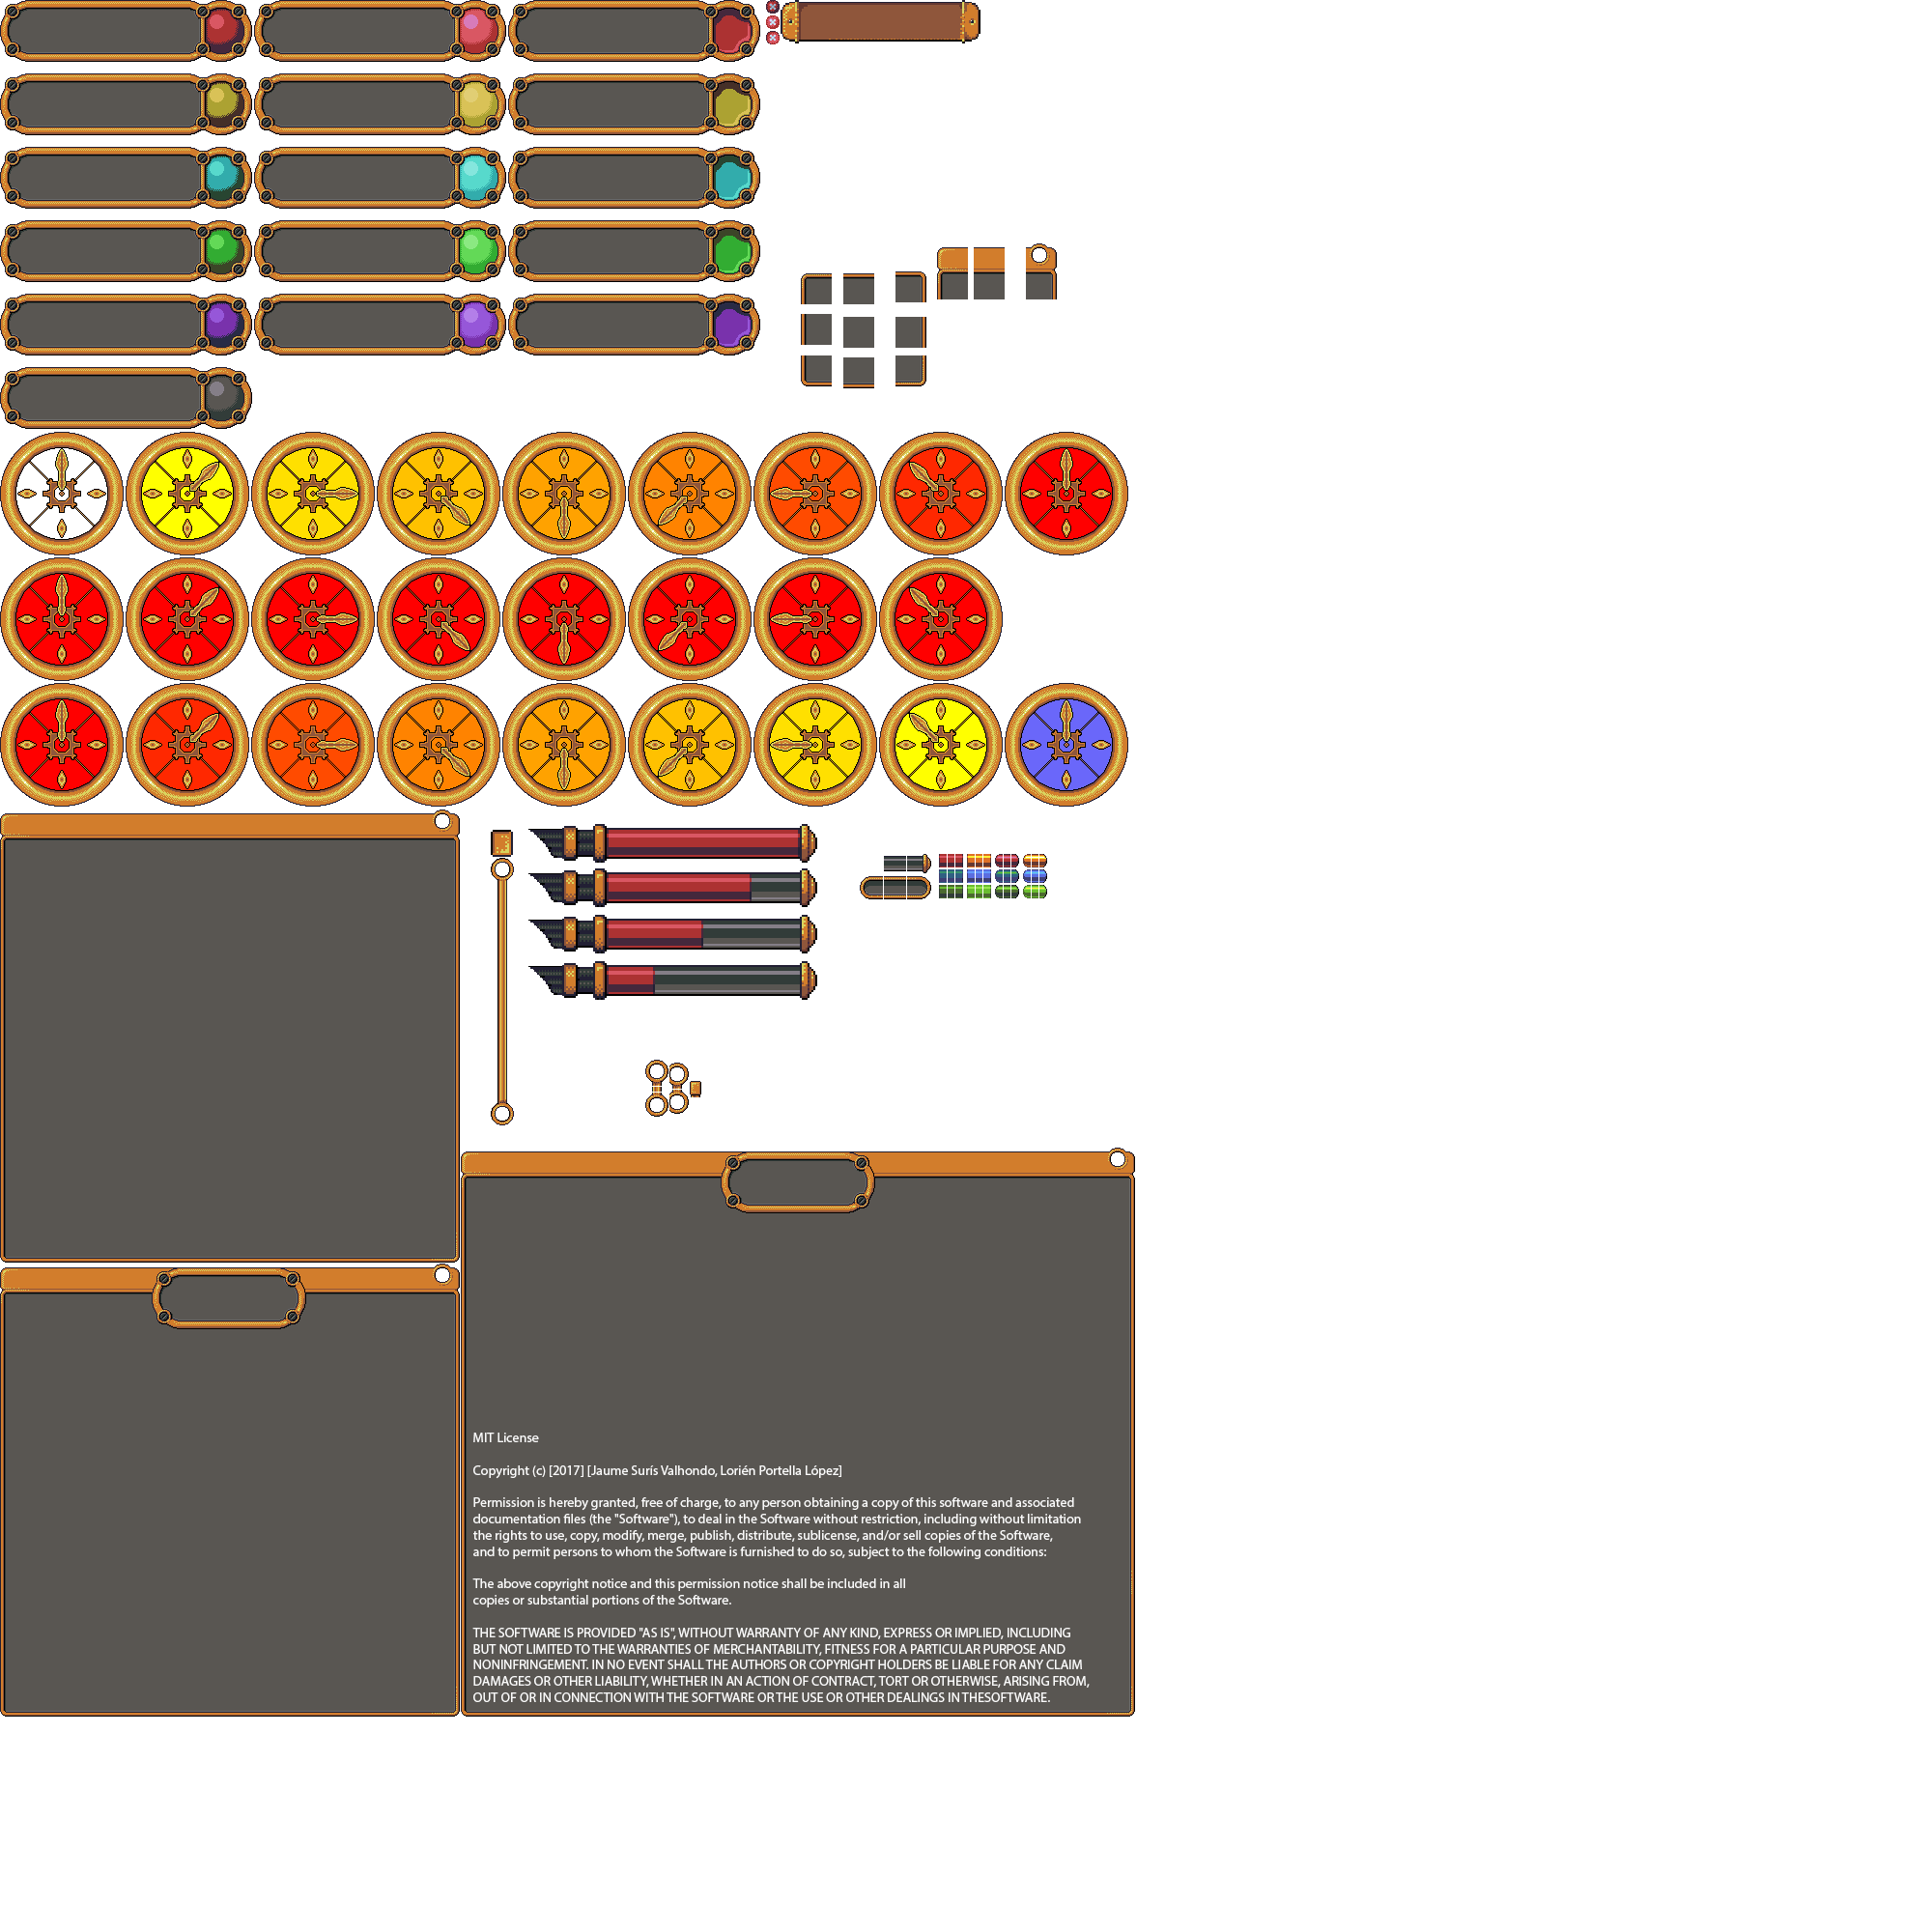 MIT License
Copyright (c) [2017] [Jaume Surís Valhondo, Lorién Portella López]
Permission is hereby granted, free of charge, to any person obtaining a copy of this software and associated
documentation files (the "Software"), to deal in the Software without restriction, including without limitation
the rights to use, copy, modify, merge, publish, distribute, sublicense, and/or sell copies of the Software,
and to permit persons to whom the Software is furnished to do so, subject to the following conditions:
The above copyright notice and this permission notice shall be included in all
copies or substantial portions of the Software.
THE SOFTWARE IS PROVIDED "AS IS", WITHOUT WARRANTY OF ANY KIND, EXPRESS OR IMPLIED, INCLUDING
BUT NOT LIMITED TO THE WARRANTIES OF MERCHANTABILITY, FITNESS FOR A PARTICULAR PURPOSE AND
NONINFRINGEMENT. IN NO EVENT SHALL THE AUTHORS OR COPYRIGHT HOLDERS BE LIABLE FOR ANY CLAIM
DAMAGES OR OTHER LIABILITY, WHETHER IN AN ACTION OF CONTRACT, TORT OR OTHERWISE, ARISING FROM,
OUT OF OR IN CONNECTION WITH THE SOFTWARE OR THE USE OR OTHER DEALINGS IN THESOFTWARE.